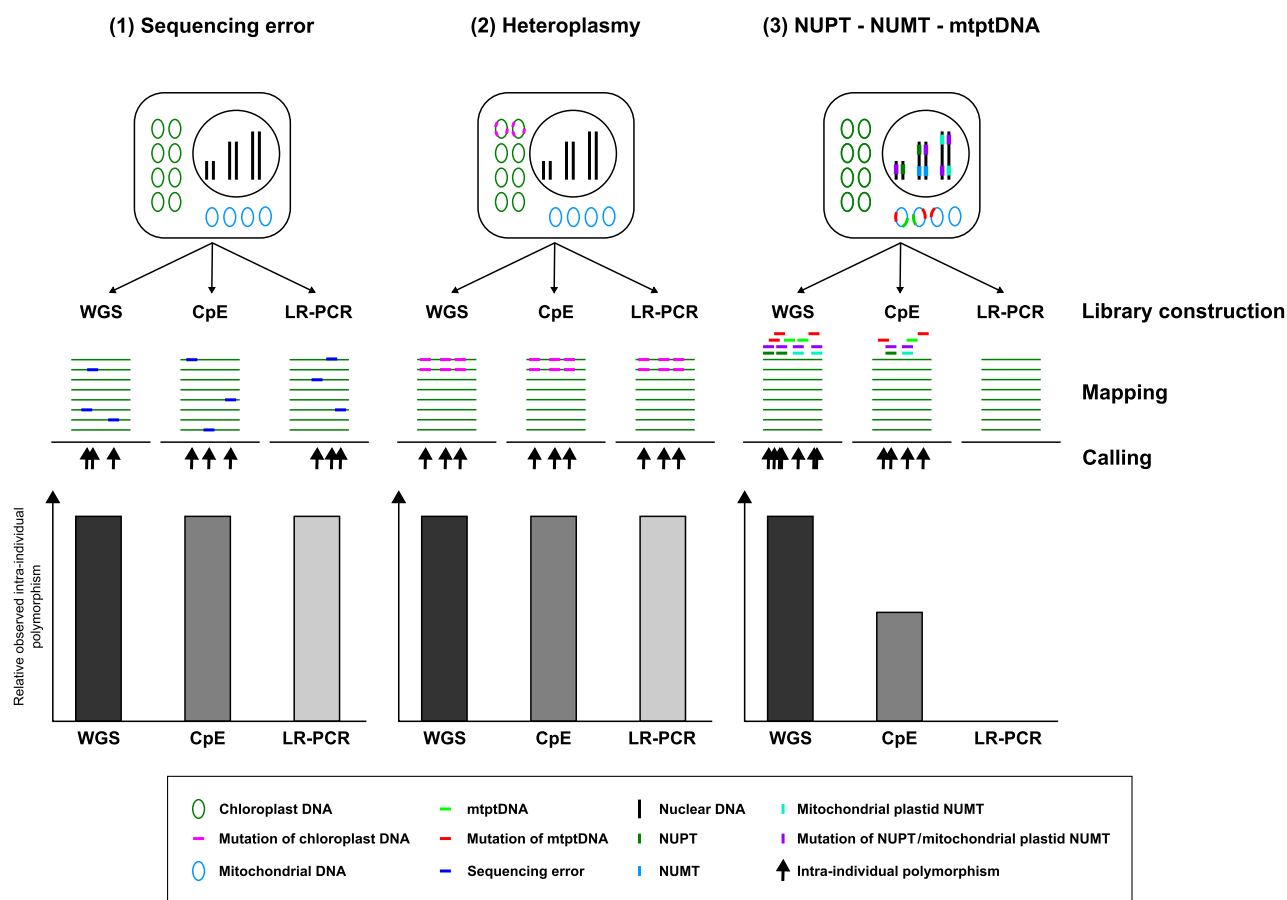 (1) Sequencing error
(2) Heteroplasmy
(3) NUPT - NUMT - mtptDNA
WGS CpE LR-PCR
WGS CpE LR-PCR
WGS CpE LR-PCR
Library construction
Mapping
Calling
Relative observed intra-individual
polymorphism
WGS CpE LR-PCR
WGS CpE LR-PCR
WGS CpE LR-PCR
Chloroplast DNA
mtptDNA
Nuclear DNA
Mitochondrial plastid NUMT
Mutation of chloroplast DNA
Mutation of mtptDNA
NUPT
Mutation of NUPT/mitochondrial plastid NUMT
Mitochondrial DNA
Sequencing error
NUMT
Intra-individual polymorphism